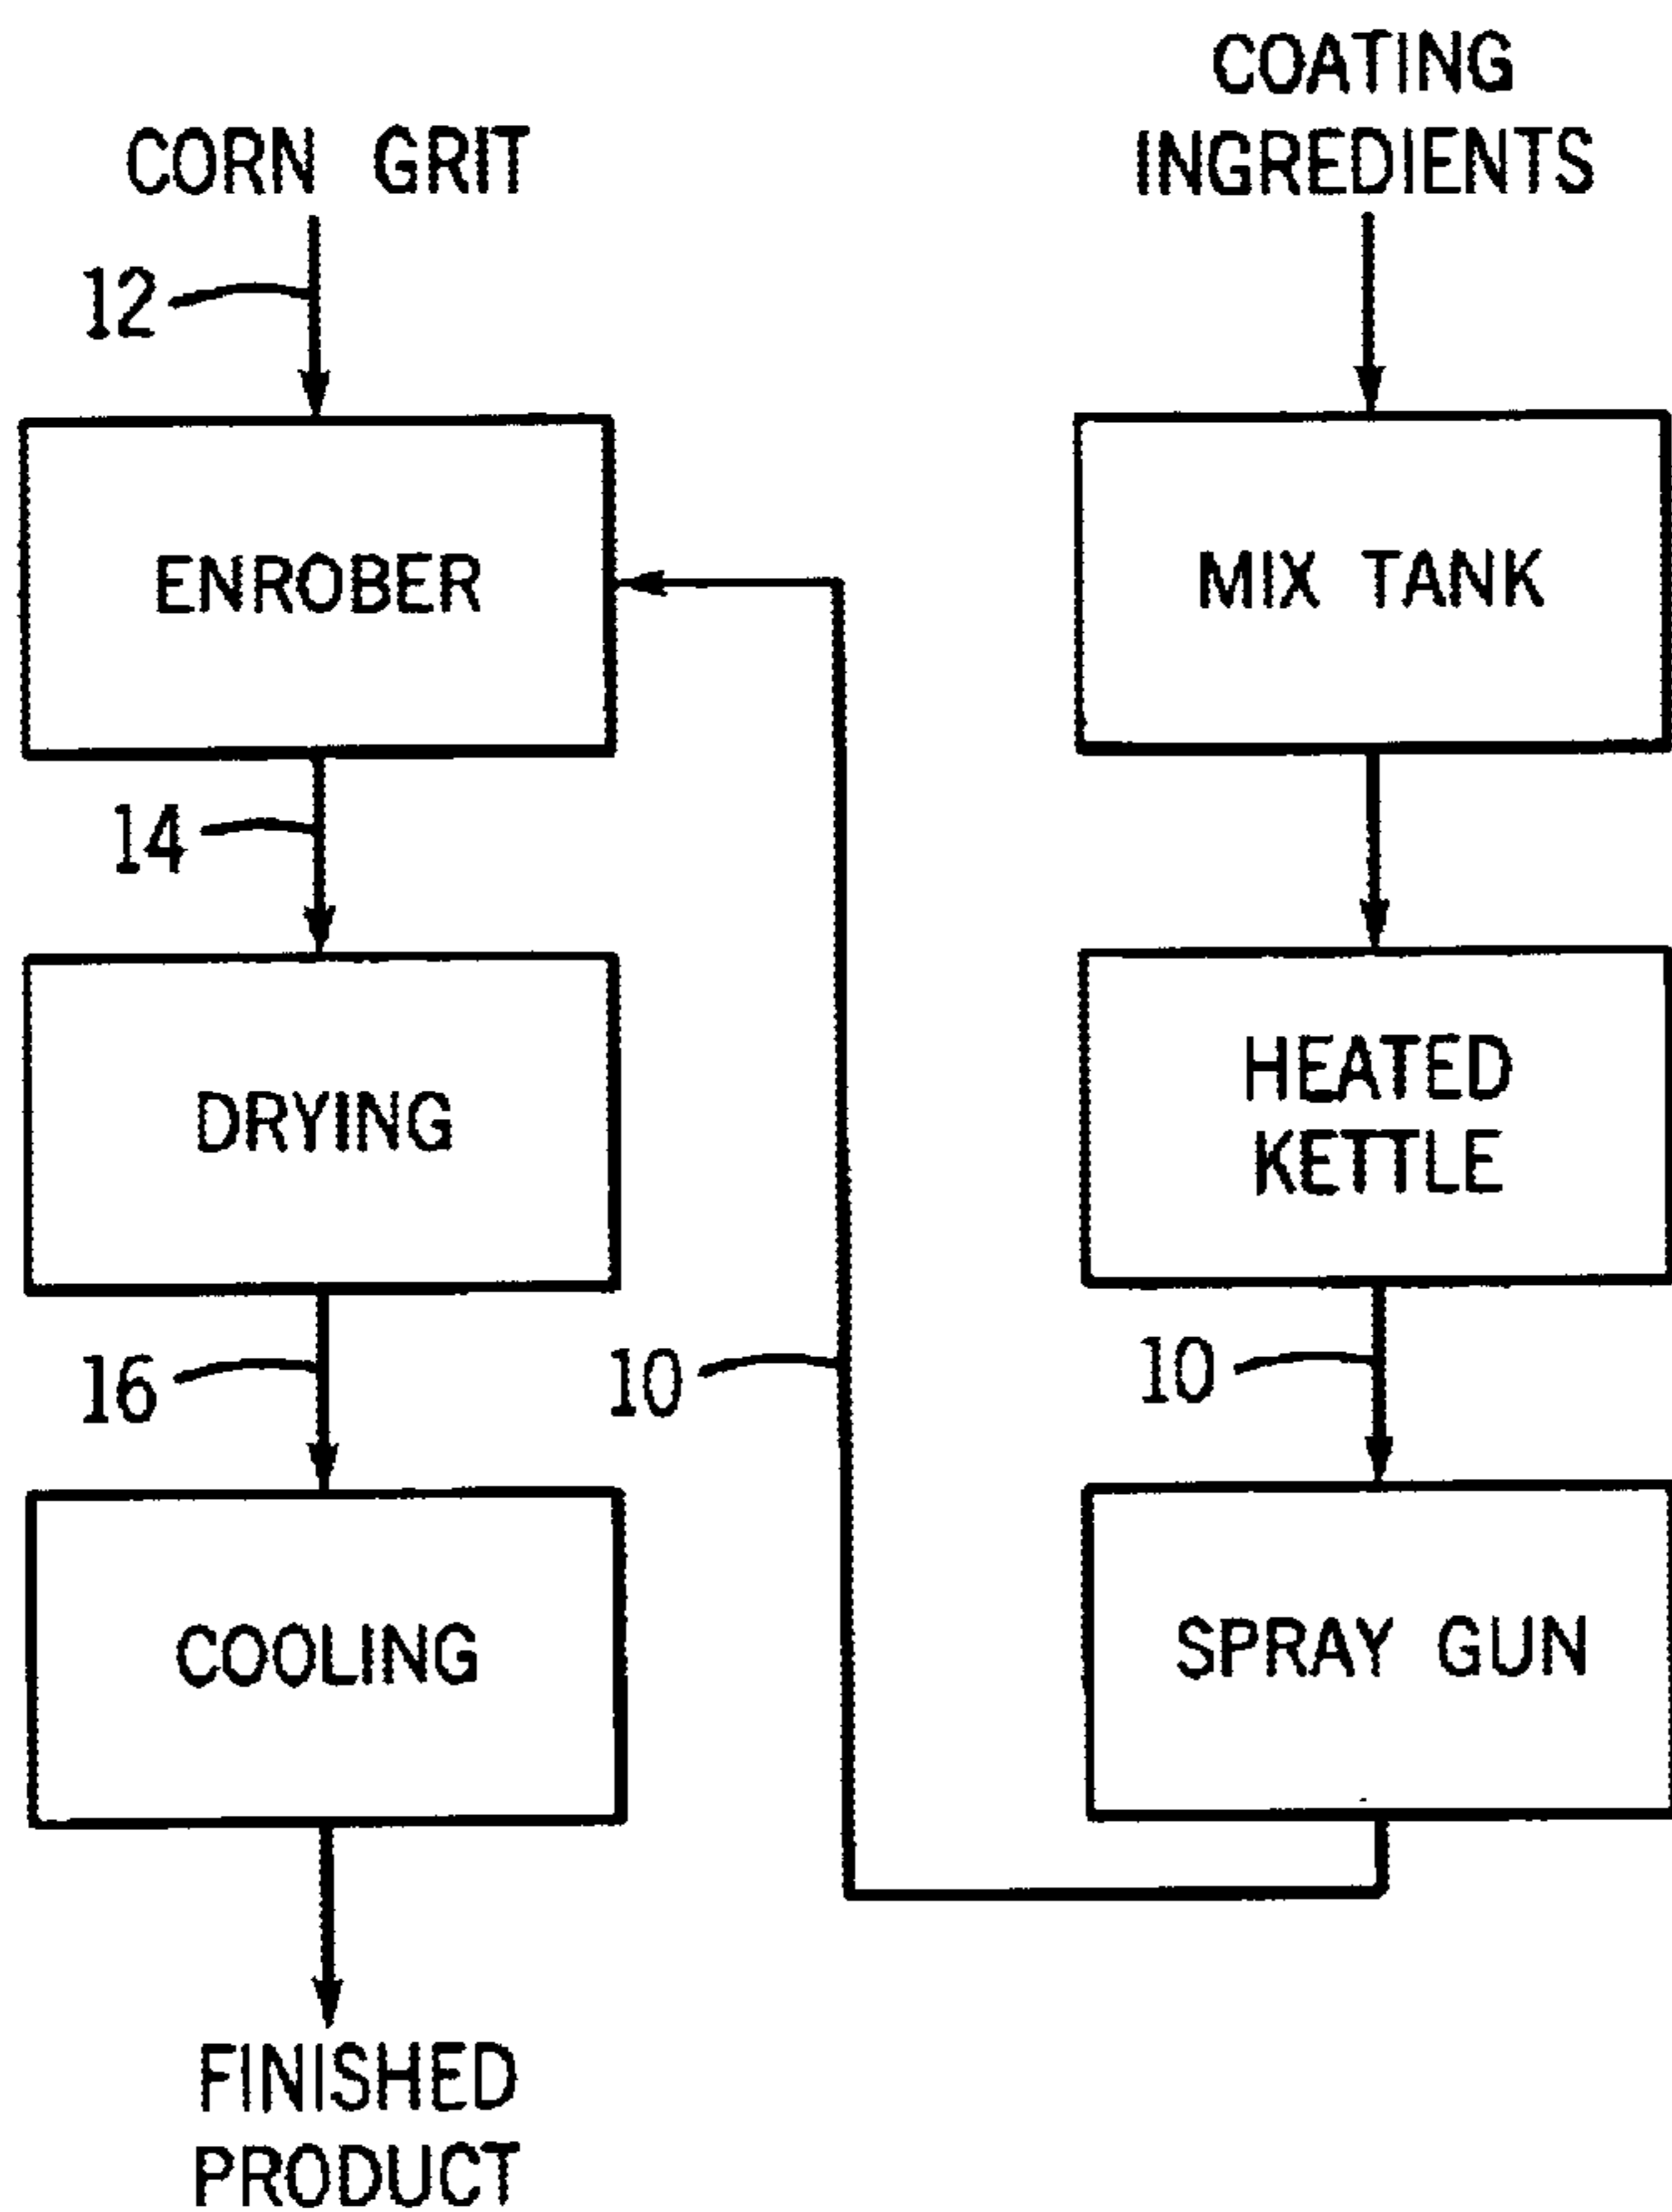 CORN GRIT
12
ENROBER
14
DRYING
16
COOLING
FINISHED
PRODUCT
COATING
INGREDIENTS
MIX TANK
HEATED
KETTLE
10
SPRAY GUN
10